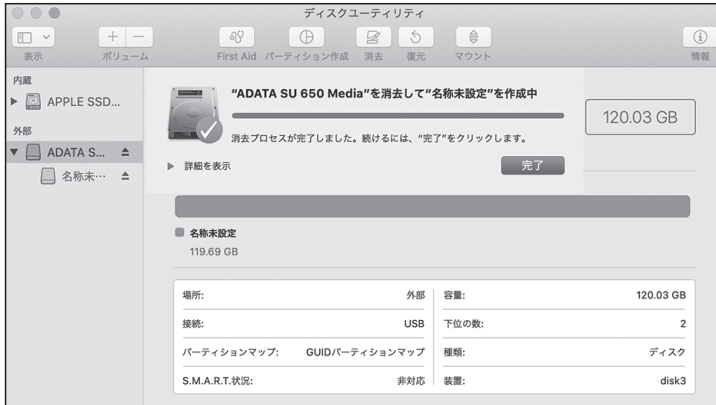 ディスクユーティリティ
表示
ボリューム
First Aid
パーティション作成
消去
復元
マウント
情報
内蔵
APPLE SSD...
外部
ADATA S...
名称未…
“ADATA SU 650 Media”を消去して“名称未設定”を作成中
消去プロセスが完了しました。続けるには、“完了”をクリックします。
詳細を表示
完了
120.03 GB
名称未設定
119.69 GB
場所: 外部
容量: 120.03 GB
接続: USB
下位の数: 2
パーティションマップ: GUIDパーティションマップ
種類: ディスク
S.M.A.R.T.状況: 非対応
装置: disk3